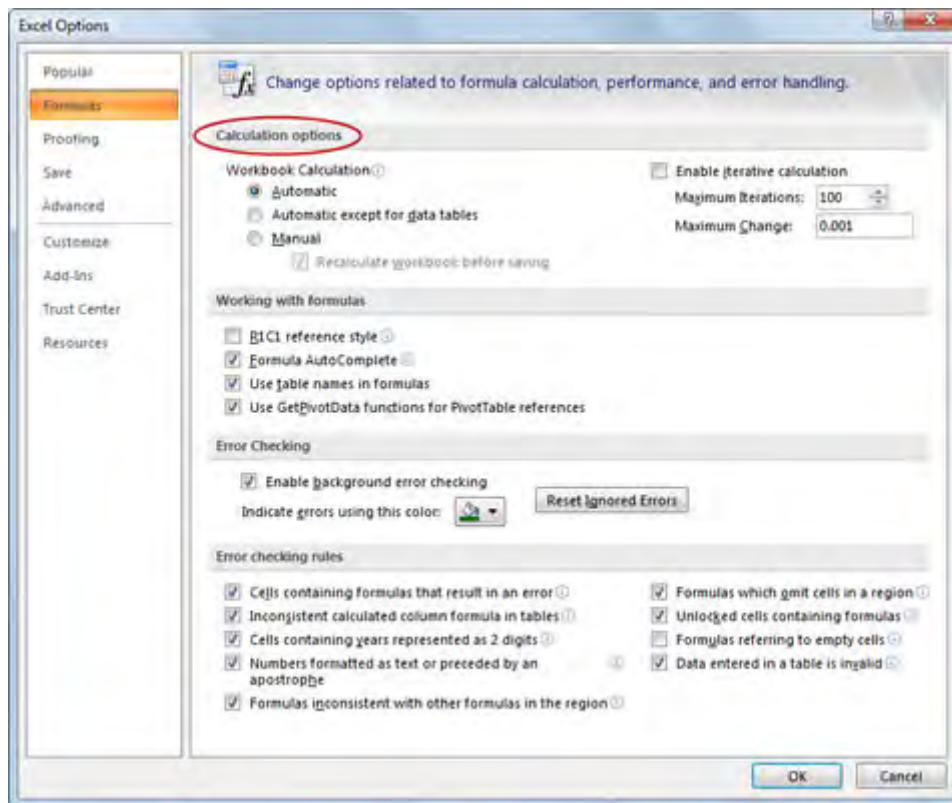 Excel Options
Popular
Formulas
Proofing
Save
Advanced
Customize
Add-Ins
Trust Center
Resources
Change options related to formula calculation, performance, and error handling.
Calculation options
Workbook Calculation
Automatic
Automatic except for data tables
Manual
Recalculate workbook before saving
Enable iterative calculation
Maximum Iterations: 100
Maximum Change: 0.001
Working with formulas
R1C1 reference style
Formula AutoComplete
Use table names in formulas
Use GetPivotData functions for PivotTable references
Error Checking
Enable background error checking
Indicate errors using this color:
Reset Ignored Errors
Error checking rules
Cells containing formulas that result in an error
Inconsistent calculated column formula in tables
Cells containing years represented as 2 digits
Numbers formatted as text or preceded by an
apostrophe
Formulas inconsistent with other formulas in the region
Formulas which omit cells in a region
Unlocked cells containing formulas
Formulas referring to empty cells
Data entered in a table is invalid
OK
Cancel